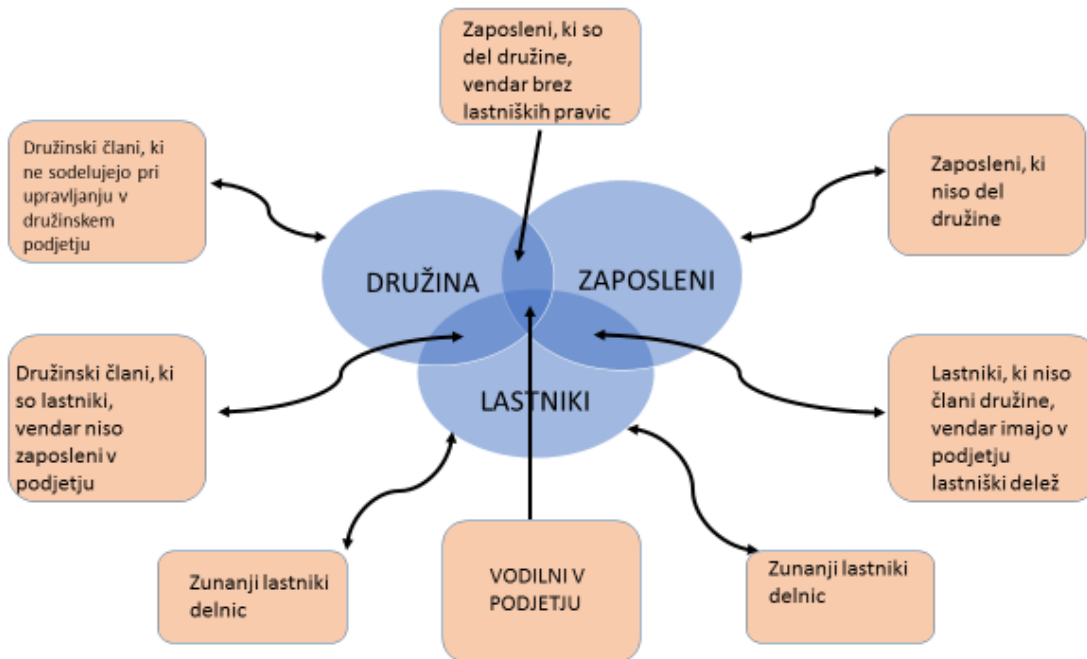 Zaposleni, ki so
del družine,
vendar brez
lastniških pravic
Družinski člani, ki
ne sodelujejo pri
upravljanju v
družinskem
podjetju
Zaposleni, ki
niso del
družine
DRUŽINA
ZAPOSLENI
LASTNIKI
Družinski člani, ki
so lastniki,
vendar niso
zaposleni v
podjetju
Lastniki, ki niso
člani družine,
vendar imajo v
podjetju
lastniški delež
Zunanji lastniki
delnic
VODILNI V
PODJETJU
Zunanji lastniki
delnic